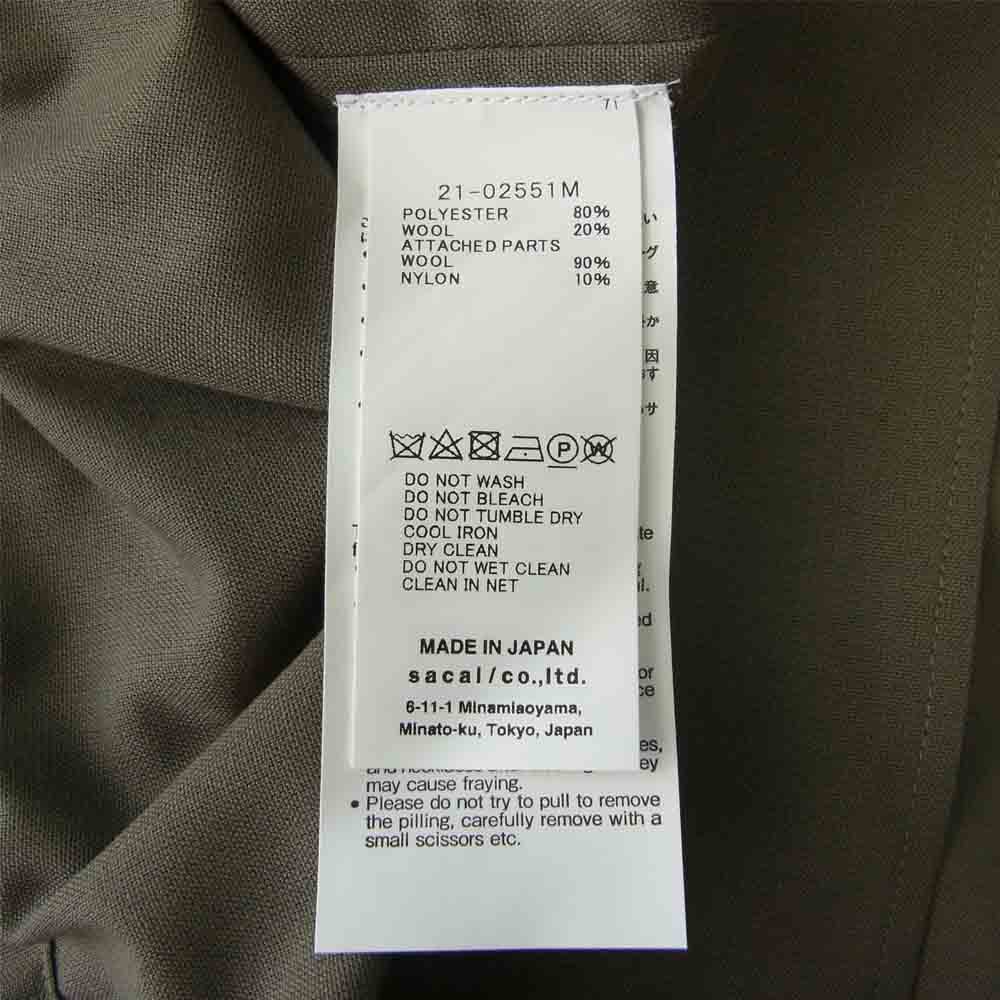 21-02551M
POLYESTER 80%
WOOL 20%
ATTACHED PARTS
WOOL 90%
NYLON 10%
P W
DO NOT WASH
DO NOT BLEACH
DO NOT TUMBLE DRY
COOL IRON
DRY CLEAN
DO NOT WET CLEAN
CLEAN IN NET
MADE IN JAPAN
sacai/co.,ltd.
6-11-1 Minamiaoyama,
Minato-ku, Tokyo, Japan
may cause fraying.
• Please do not try to pull to remove
the pilling, carefully remove with a
small scissors etc.